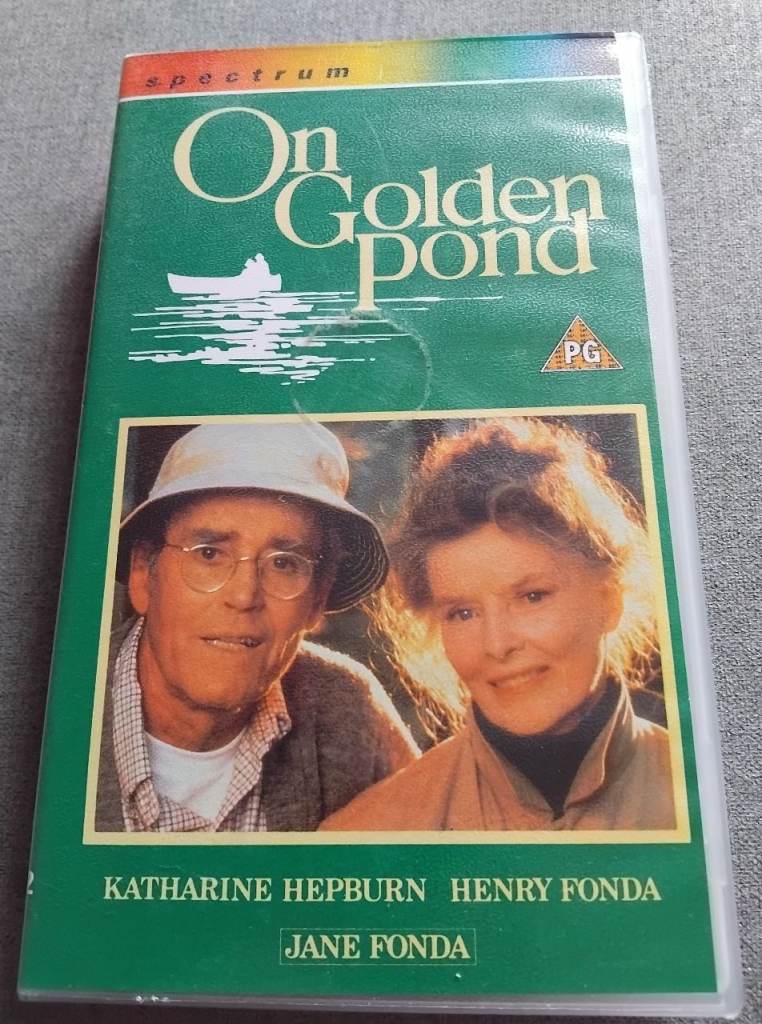 spectrum
On
Golden
pond
PG
KATHARINE HEPBURN HENRY FONDA
JANE FONDA